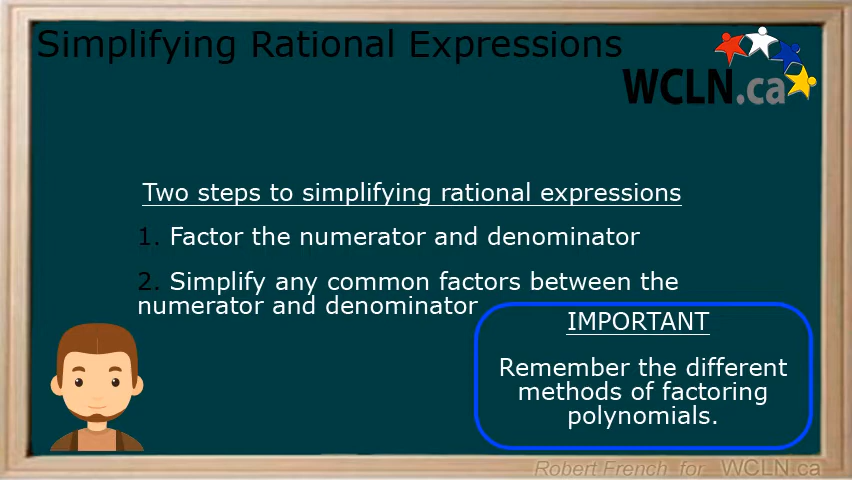 Simplifying Rational Expressions
WCLN.ca
Two steps to simplifying rational expressions
1. Factor the numerator and denominator
2. Simplify any common factors between the
numerator and denominator
IMPORTANT
Remember the different
methods of factoring
polynomials.
Robert French for WCLN.ca